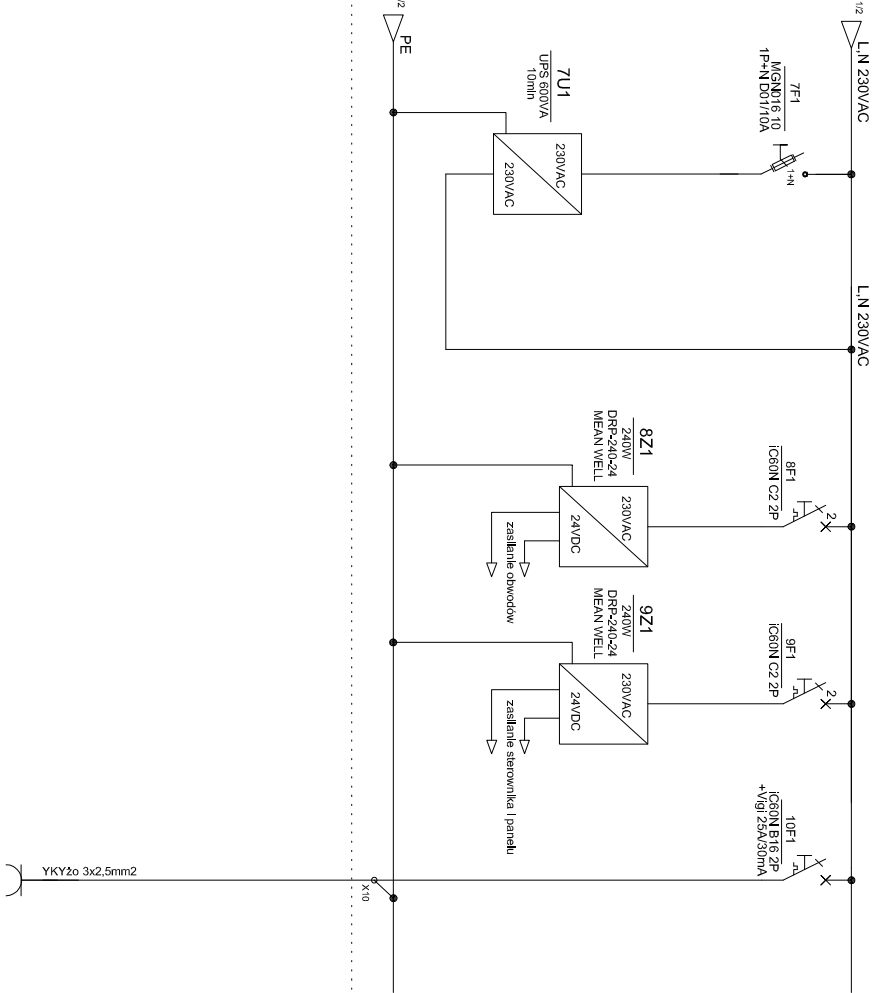 1/2
L,N 230VAC
7F1
MGN016 10
1P+N D01/10A
1+N
L,N 230VAC
8F1
iC60N C2 2P
2
9F1
iC60N C2 2P
2
10F1
iC60N B16 2P
+Vigi 25A/30mA
7U1
UPS 600VA
10min
230VAC
230VAC
8Z1
240W
DRP-240-24
MEAN WELL
230VAC
24VDC
zasilanie obwodów
9Z1
240W
DRP-240-24
MEAN WELL
230VAC
24VDC
zasilanie sterownika i panelu
PE
X10
YKYżo 3x2,5mm2